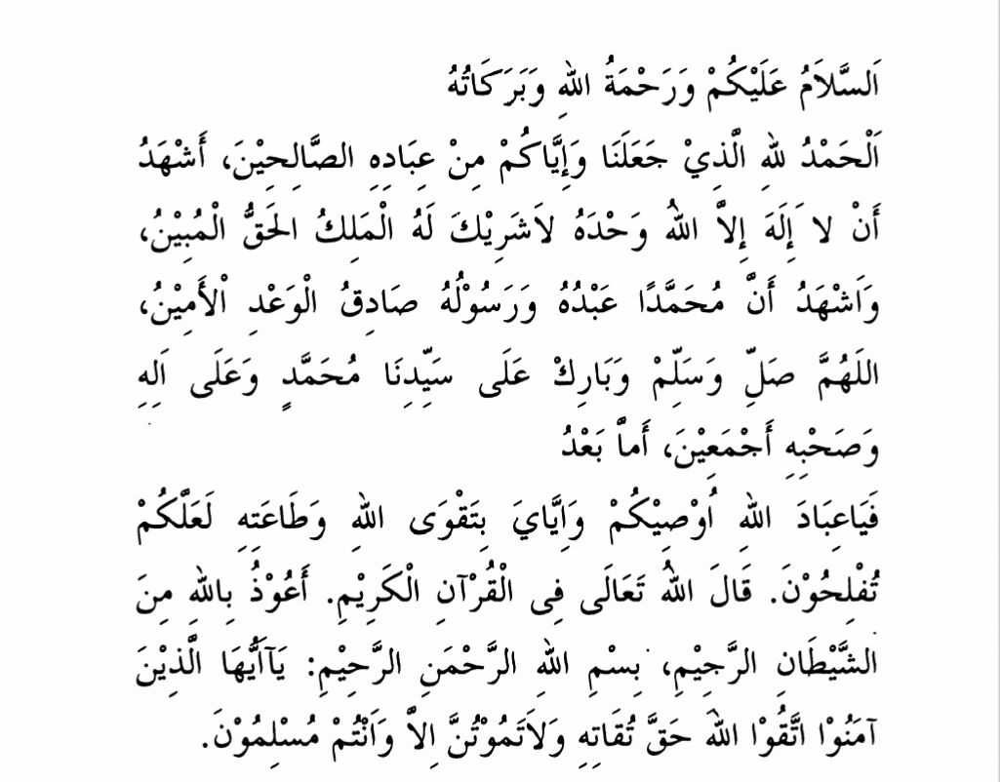 اَلسَّلاَمُ عَلَيْكُمْ وَرَحْمَةُ اللهِ وَبَرَكَاتُهُ
اَلْحَمْدُ للهِ الَّذِيْ جَعَلَنَا وَإِيَّاكُمْ مِنْ عِبَادِهِ الصَّالِحِيْنَ، أَشْهَدُ
أَنْ لا َإِلَهَ إِلاَّ اللهُ وَحْدَهُ لاَشَرِيْكَ لَهُ الْمَلِكُ الحَقُّ الْمُبِيْنُ،
وَاَشْهَدُ أَنَّ مُحَمَّدًا عَبْدُهُ وَرَسُوْلُهُ صَادِقُ الْوَعْدِ اْلأَمِيْنُ،
اللَهُمَّ صَلِّ وَسَلِّمْ وَبَارِكْ عَلَى سَيِّدِنَا مُحَمَّدٍ وَعَلَى اَلِهِ
وَصَحْبِهِ أَجْمَعِيْنَ، أَماَّ بَعْدُ
فَيَاعِبَادَ اللهِ اُوْصِيْكُمْ وَاِيَّايَ بِتَقْوَى اللهِ وَطَاعَتِهِ لَعَلَّكُمْ
تُفْلِحُوْنَ. قَالَ اللهُ تَعَالَى فِى الْقُرْآنِ الْكَرِيْمِ. أَعُوْذُ بِاللهِ مِنَ
الشَّيْطَانِ الرَّجِيْمِ، بِسْمِ اللهِ الرَّحْمَنِ الرَّحِيْمِ: يَآاَيُّهَا الَّذِيْنَ
آمَنُوْا اتَّقُوْا اللهَ حَقَّ تُقَاتِهِ وَلاَتَمُوْتُنَّ اِلاَّ وَاَنْتُمْ مُسْلِمُوْنَ.